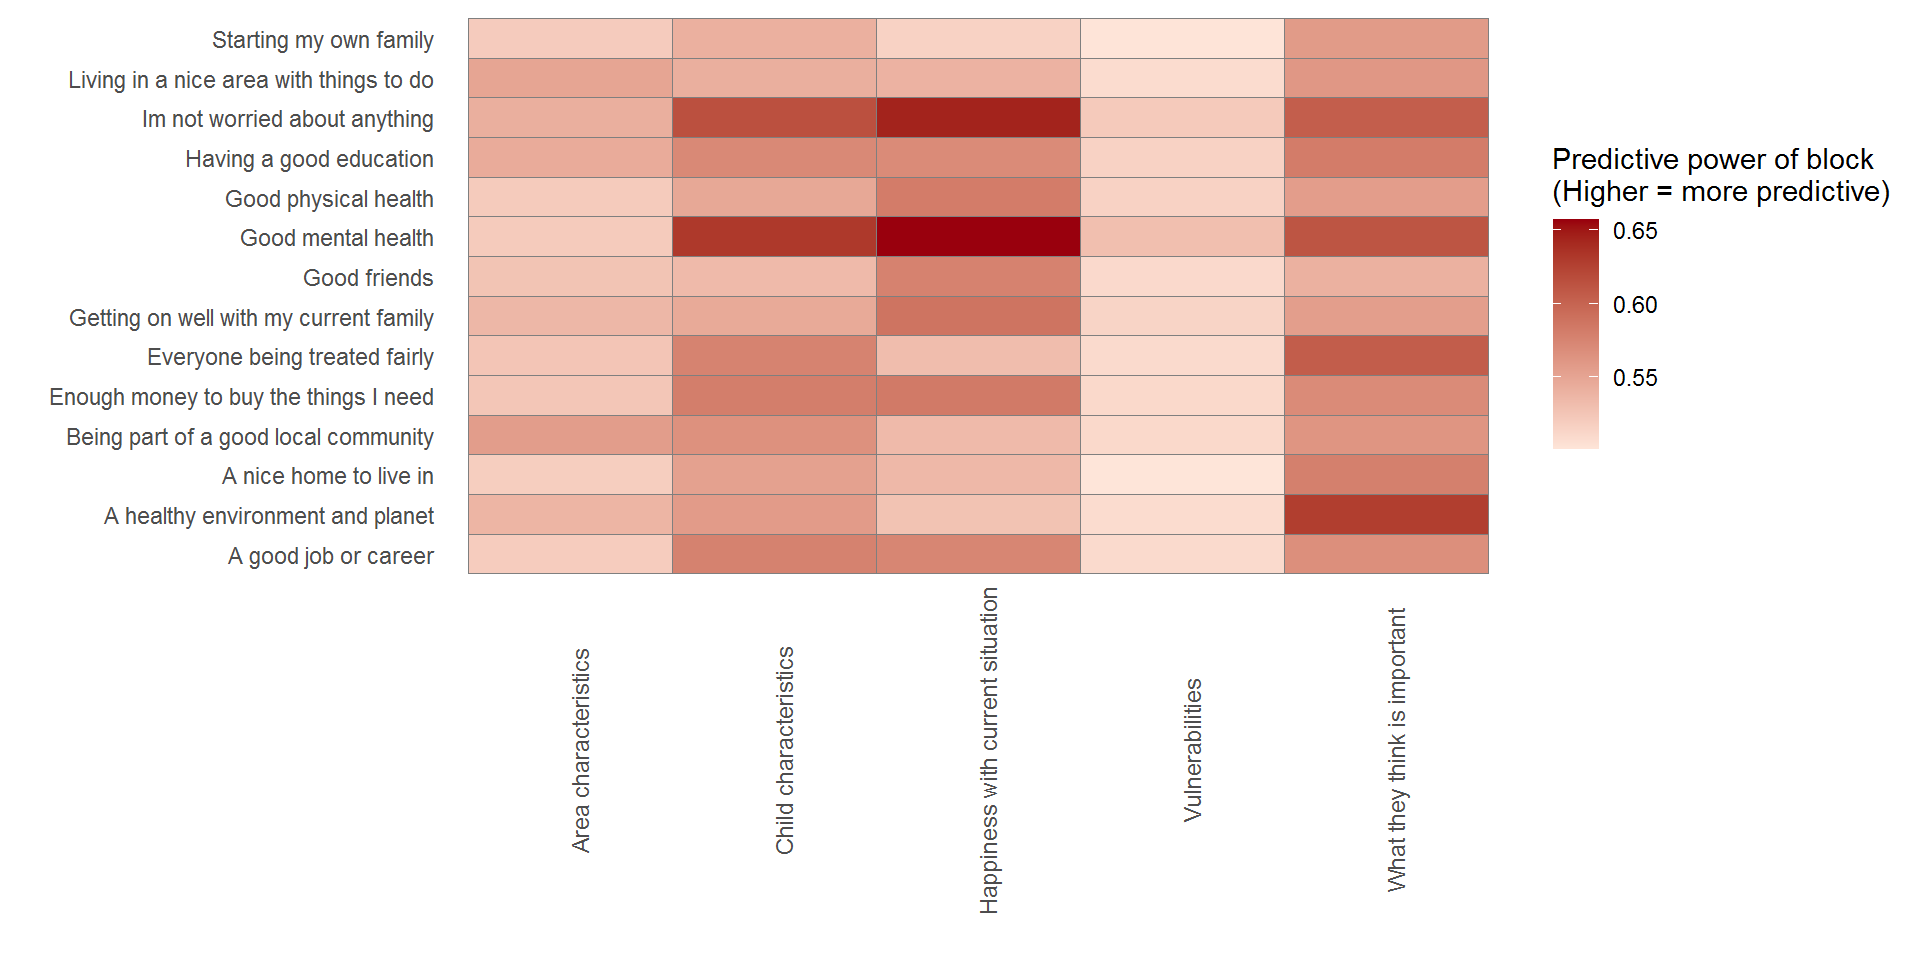 Starting my own family
Living in a nice area with things to do
Im not worried about anything
Having a good education
Good physical health
Good mental health
Good friends
Getting on well with my current family
Everyone being treated fairly
Enough money to buy the things I need
Being part of a good local community
A nice home to live in
A healthy environment and planet
A good job or career
Area characteristics
Child characteristics
Happiness with current situation
Vulnerabilities
What they think is important
Predictive power of block
(Higher = more predictive)
0.65
0.60
0.55